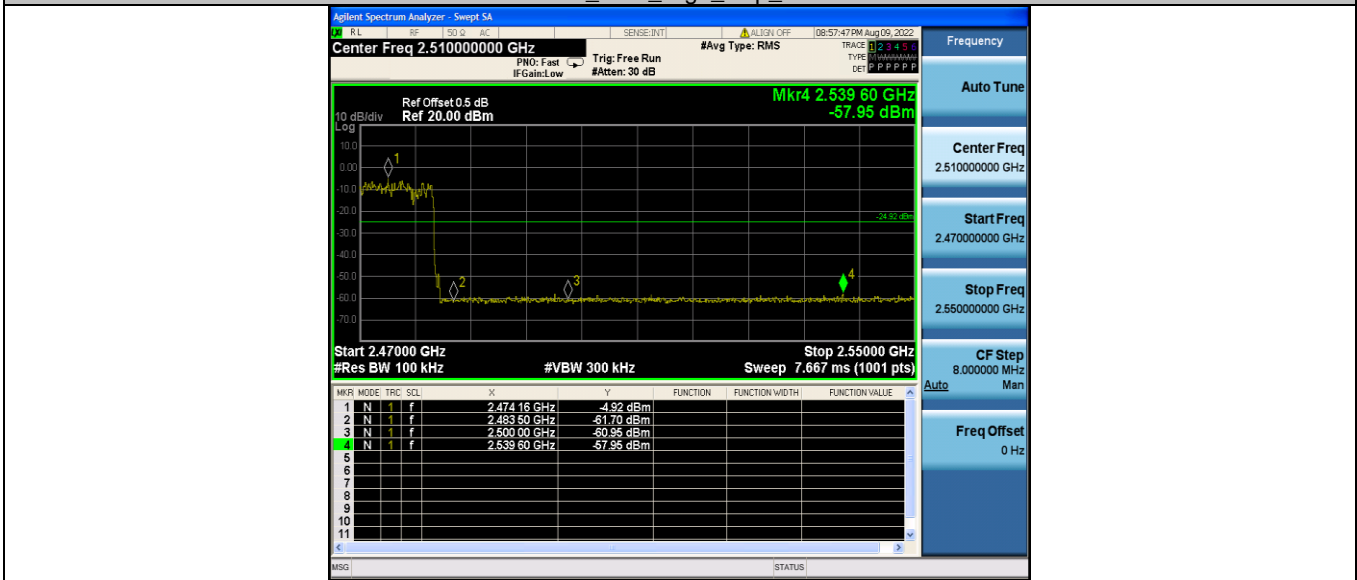 Agilent Spectrum Analyzer - Swept SA
RL RF 50 Ω AC SENSE:INT ALIGN OFF 08:57:47 PM Aug 09, 2022
Center Freq 2.510000000 GHz
PNO: Fast
IFGain:Low
Trig: Free Run
#Atten: 30 dB
#Avg Type: RMS
TRACE 1 2 3 4 5 6
TYPE M
DET P P P P P P
Mkr4 2.539 60 GHz
-57.95 dBm
Ref Offset 0.5 dB
10 dB/div Ref 20.00 dBm
Log
10.0
0.00
-10.0
-20.0
-30.0
-40.0
-50.0
-60.0
-70.0
1
2
3
4
-24.92 dBm
Start 2.47000 GHz Stop 2.55000 GHz
#Res BW 100 kHz #VBW 300 kHz Sweep 7.667 ms (1001 pts)
MKR MODE TRC SCL X Y FUNCTION FUNCTION WIDTH FUNCTION VALUE
1 N 1 f 2.474 16 GHz -4.92 dBm
2 N 1 f 2.483 50 GHz -61.70 dBm
3 N 1 f 2.500 00 GHz -60.95 dBm
4 N 1 f 2.539 60 GHz -57.95 dBm
5
6
7
8
9
10
11
MSG STATUS
Frequency
Auto Tune
Center Freq
2.510000000 GHz
Start Freq
2.470000000 GHz
Stop Freq
2.550000000 GHz
CF Step
8.000000 MHz
Auto Man
Freq Offset
0 Hz